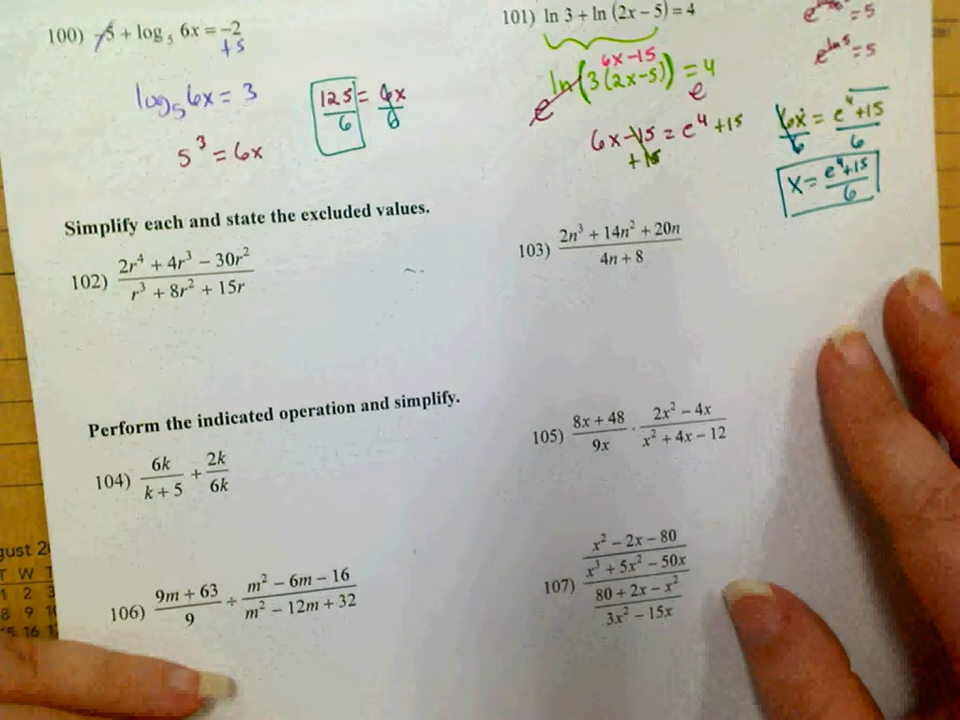 100) -5 + log₅ 6x = -2
+5
log₅ 6x = 3
5³ = 6x
125/6 = 6x/6
101) ln 3 + ln (2x − 5) = 4
6x-15
ln(3(2x-5)) = 4
e e
6x-15 = e⁴ +15
+15
= 5
e^ln 5 = 5
6x/6 = (e⁴+15)/6
x = (e⁴+15)/6
Simplify each and state the excluded values.
102) (2r⁴ + 4r³ − 30r²)/(r³ + 8r² + 15r)
103) (2n³ + 14n² + 20n)/(4n + 8)
Perform the indicated operation and simplify.
104) 6k/(k + 5) + 2k/6k
105) (8x + 48)/9x · (2x² − 4x)/(x² + 4x − 12)
106) (9m + 63)/9 ÷ (m² − 6m − 16)/(m² − 12m + 32)
107) ((x² − 2x − 80)/(x³ + 5x² − 50x))/((80 + 2x − x²)/(3x² − 15x))
gust 2
T W T
1 2 3
8 9 10
15 16 1